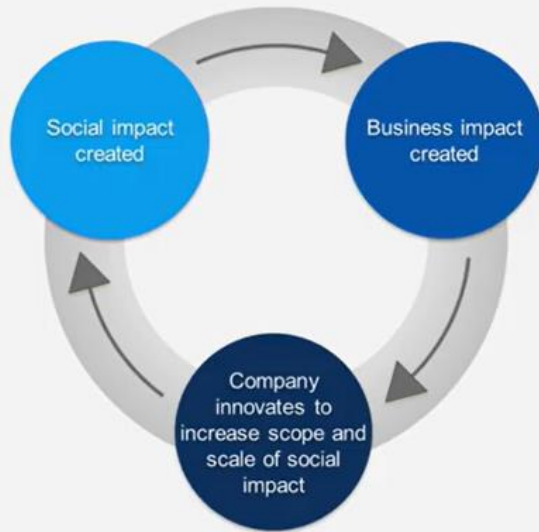 Social impact
created
Business impact
created
Company
innovates to
increase scope and
scale of social
impact